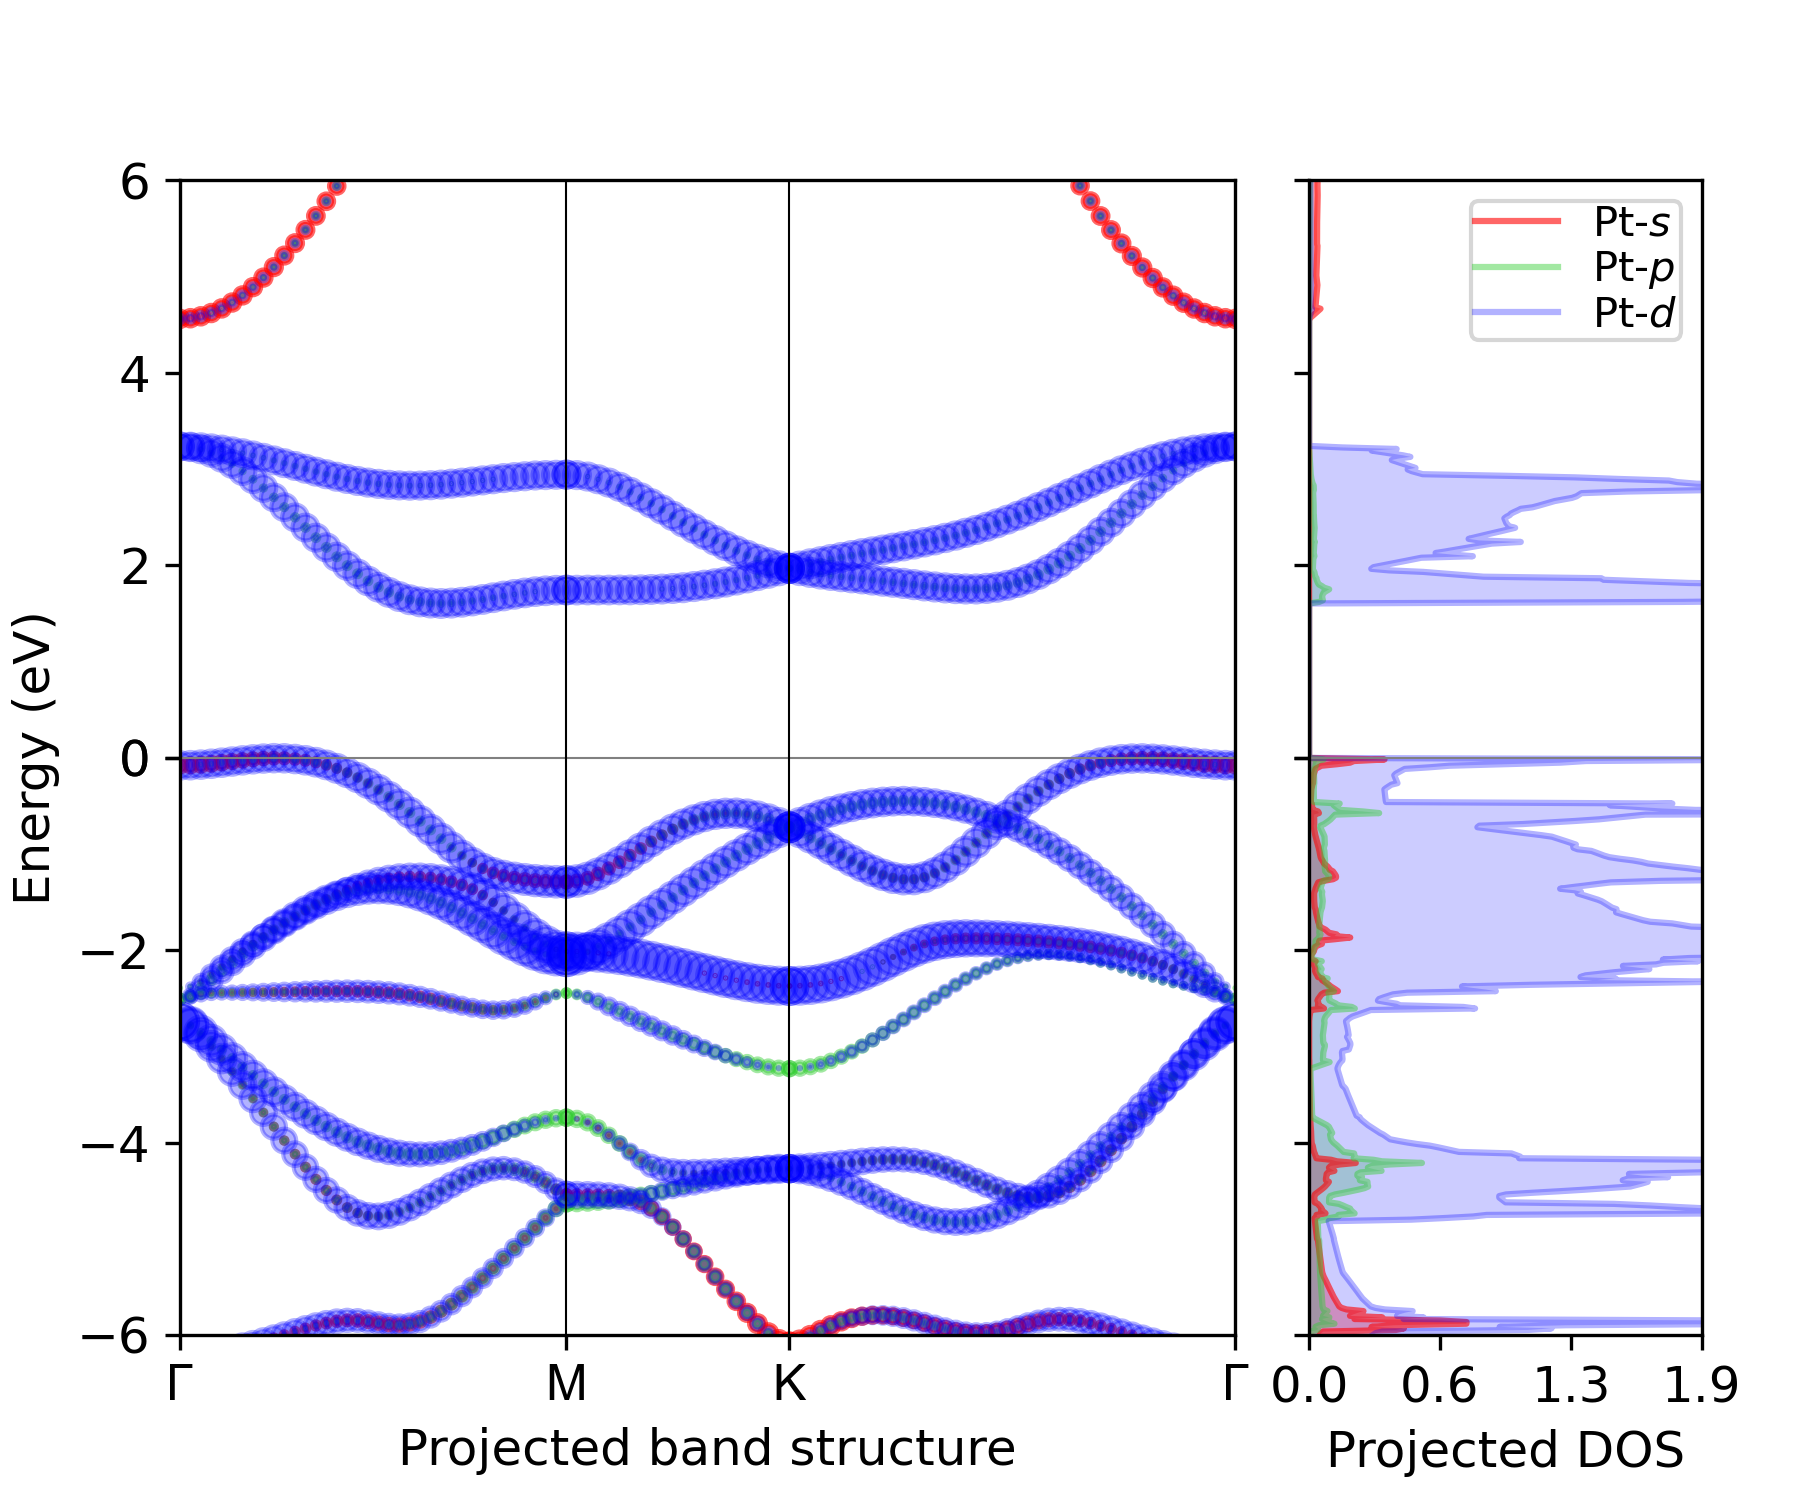 6
4
2
0
−2
−4
−6
Energy (eV)
Γ M K Γ
Projected band structure
Pt-s
Pt-p
Pt-d
0.0 0.6 1.3 1.9
Projected DOS